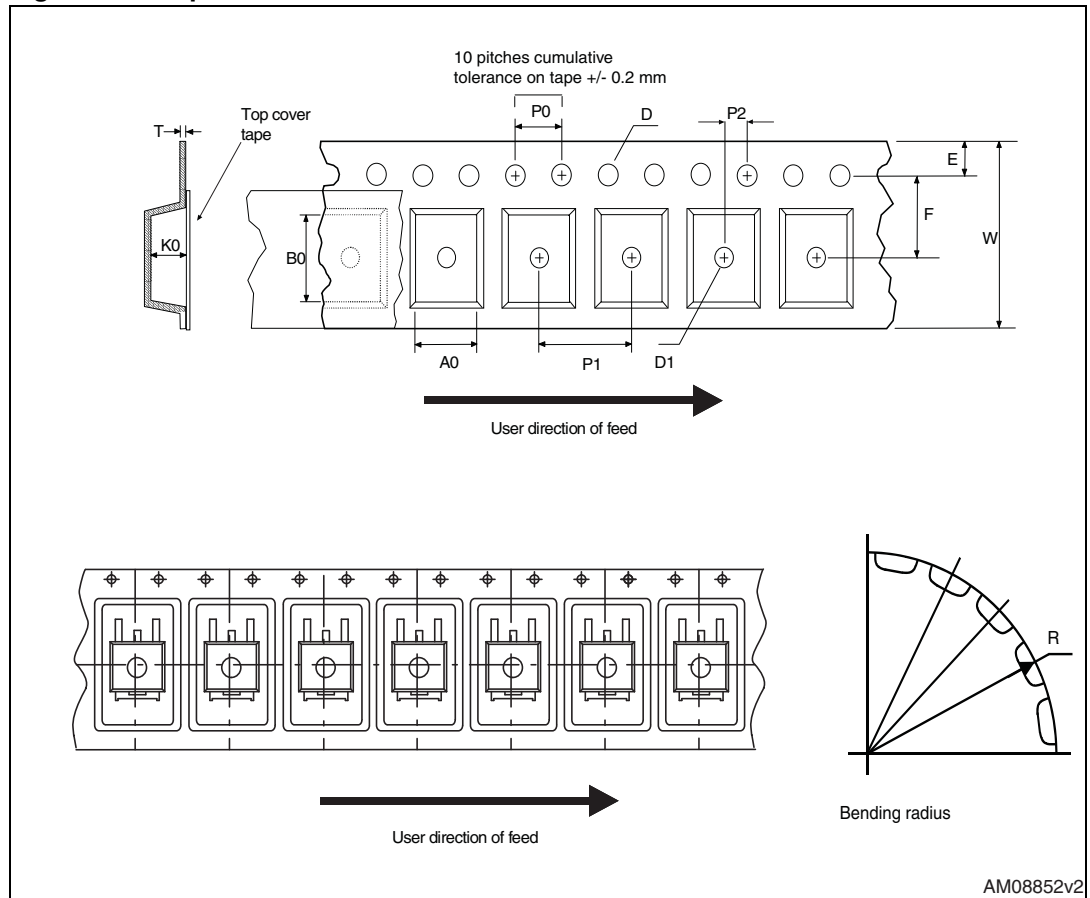 10 pitches cumulative
tolerance on tape +/- 0.2 mm
P0
D
P2
T
Top cover
tape
E
F
W
K0
B0
A0
P1
D1
User direction of feed
R
User direction of feed
Bending radius
AM08852v2